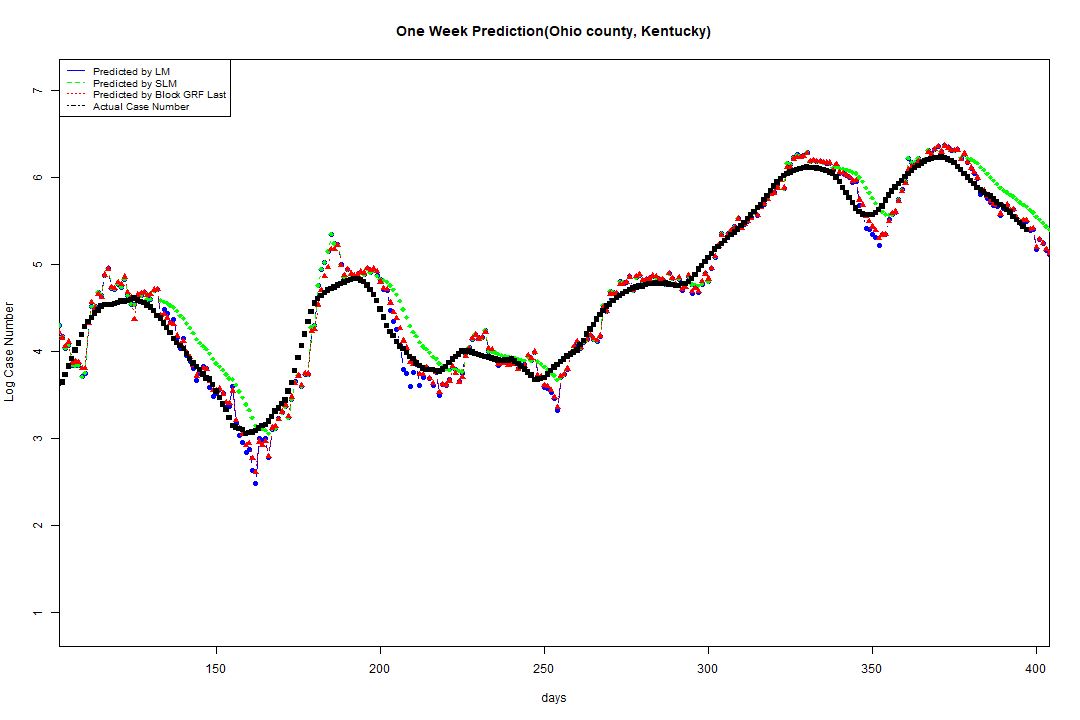 One Week Prediction(Ohio county, Kentucky)
Predicted by LM
Predicted by SLM
Predicted by Block GRF Last
Actual Case Number
7
6
5
4
3
2
1
Log Case Number
150
200
250
300
350
400
days